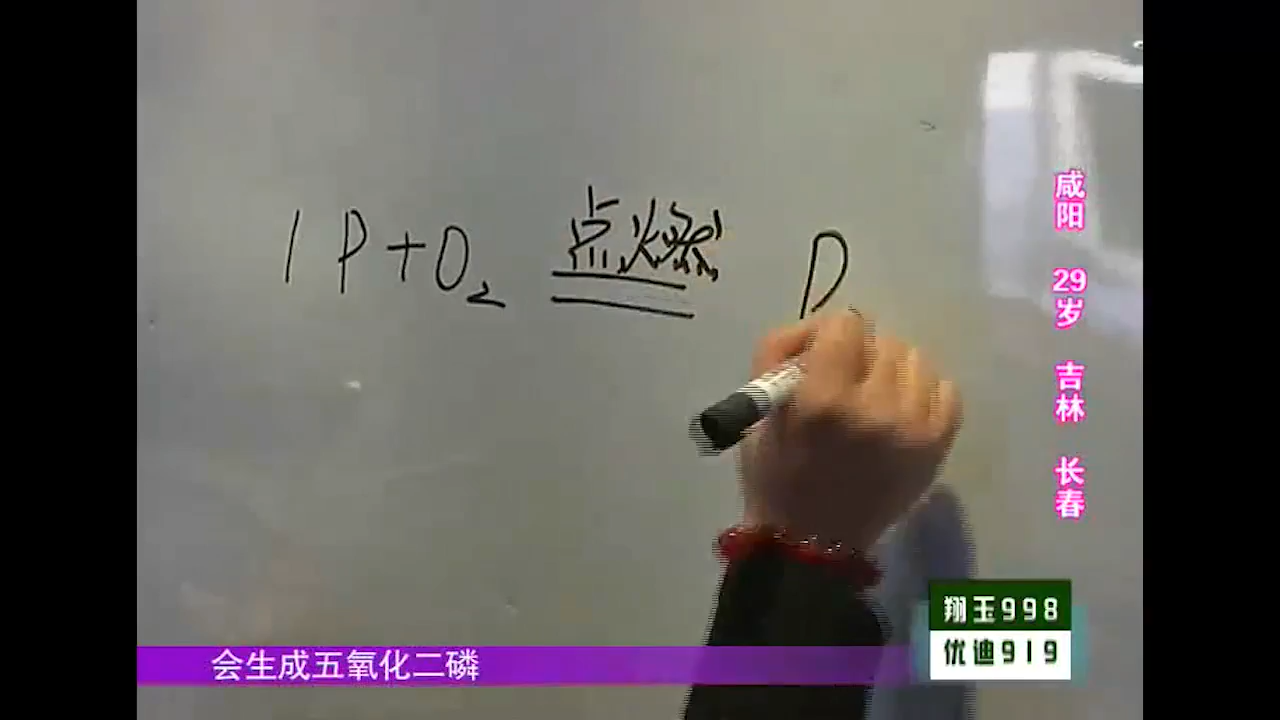 点燃
1 P+O₂ ══ P
咸阳 29岁 吉林 长春
翔玉998
优迪919
会生成五氧化二磷